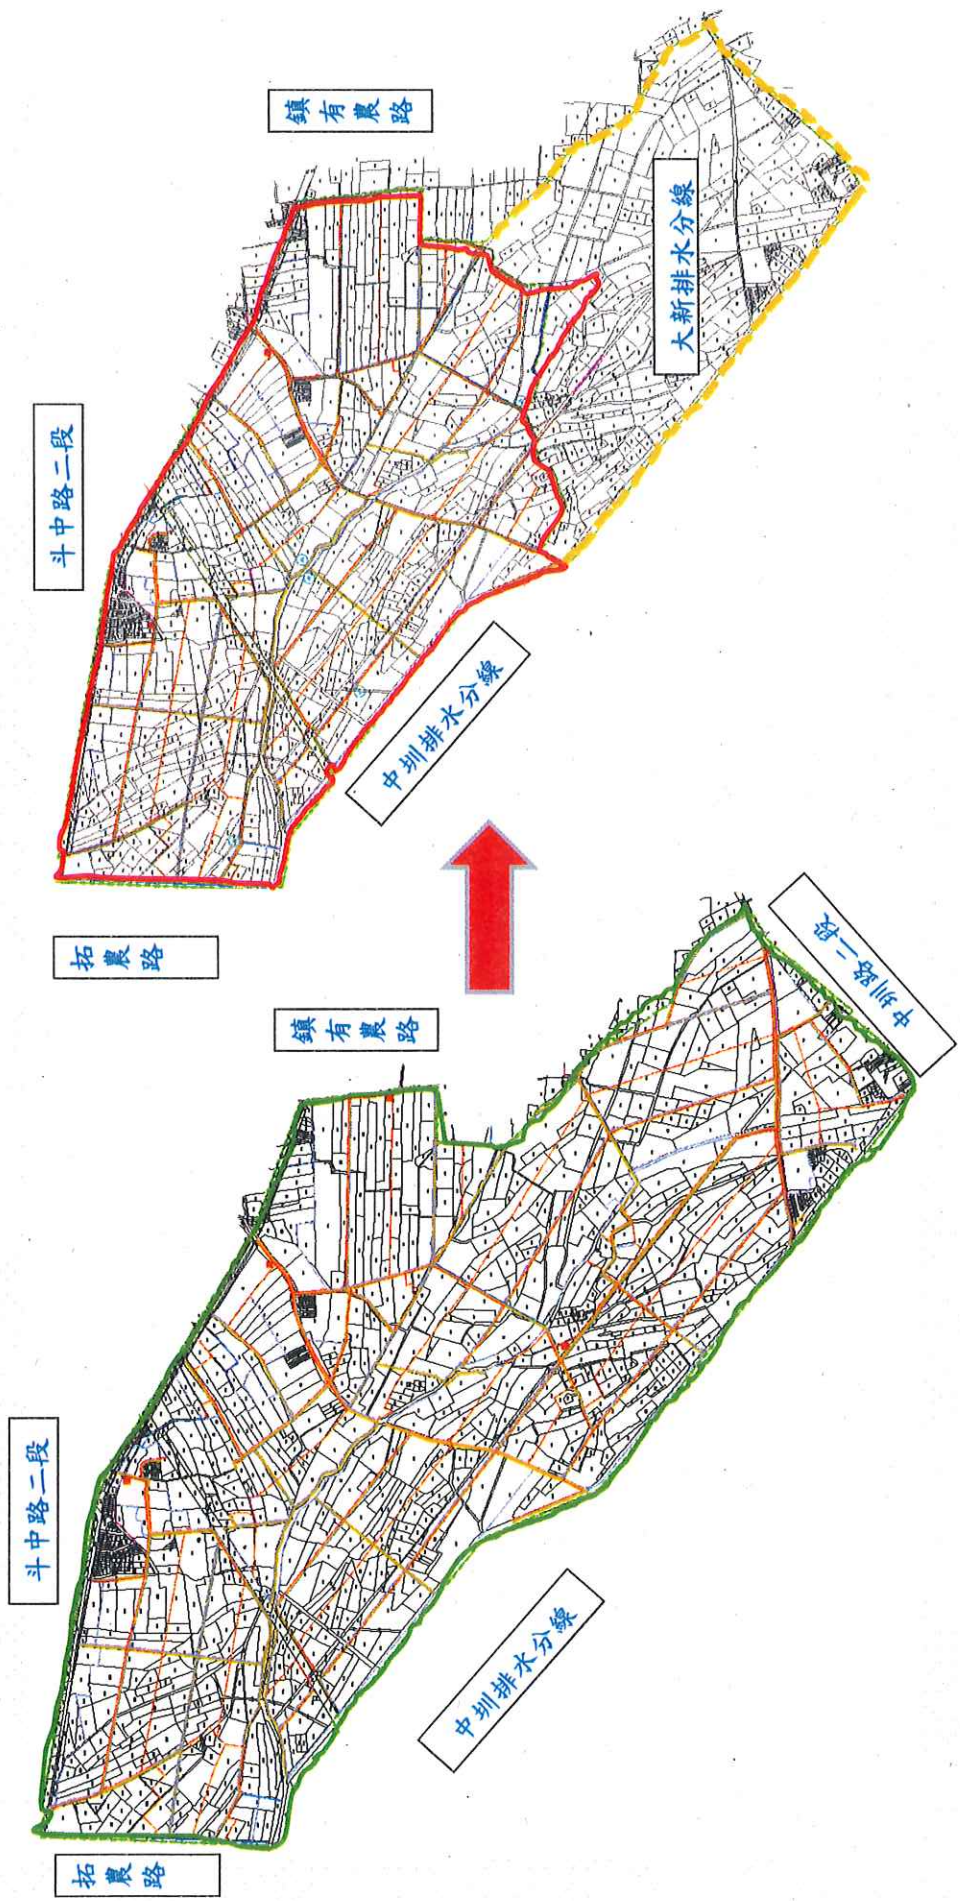 斗中路二段
拓農路
鎮有農路
中圳排水分線
中圳路二段
斗中路二段
拓農路
鎮有農路
中圳排水分線
大新排水分線